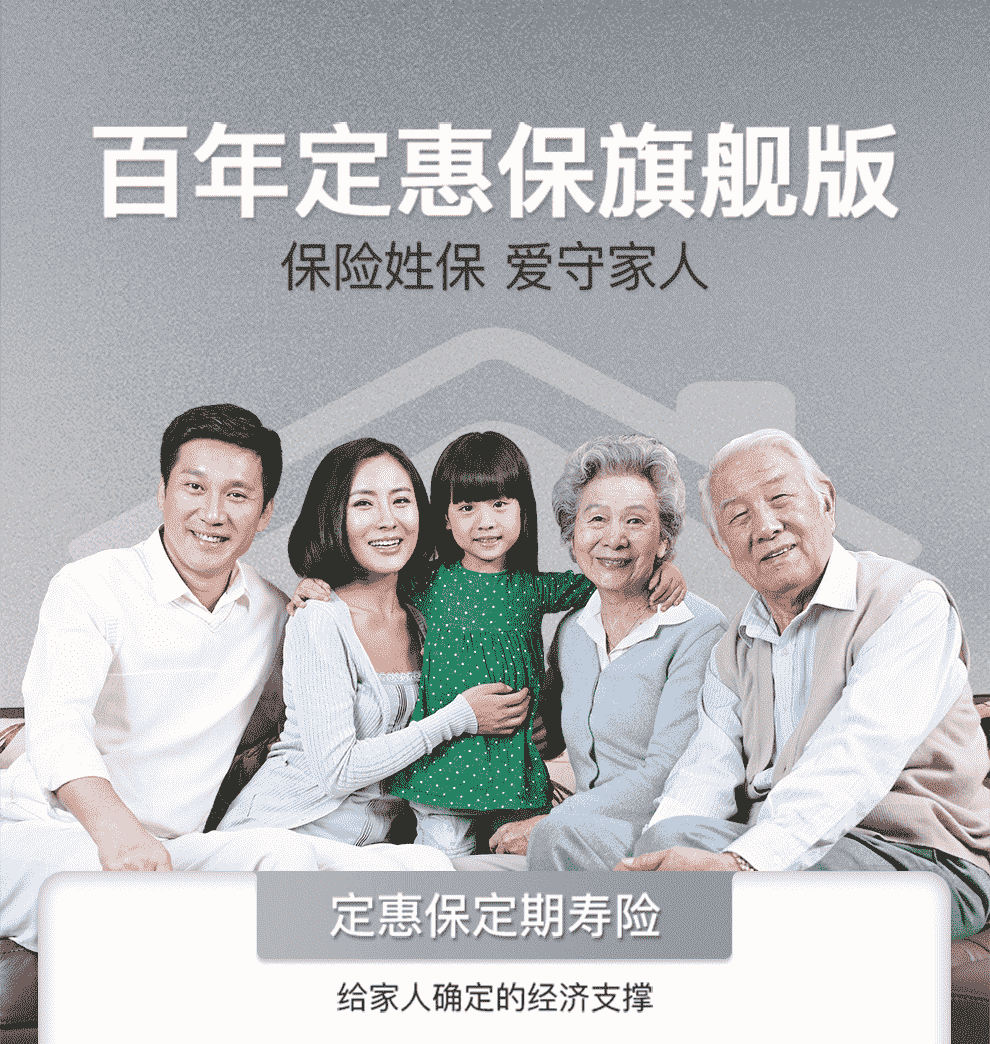 百年定惠保旗舰版
保险姓保 爱守家人
定惠保定期寿险
给家人确定的经济支撑